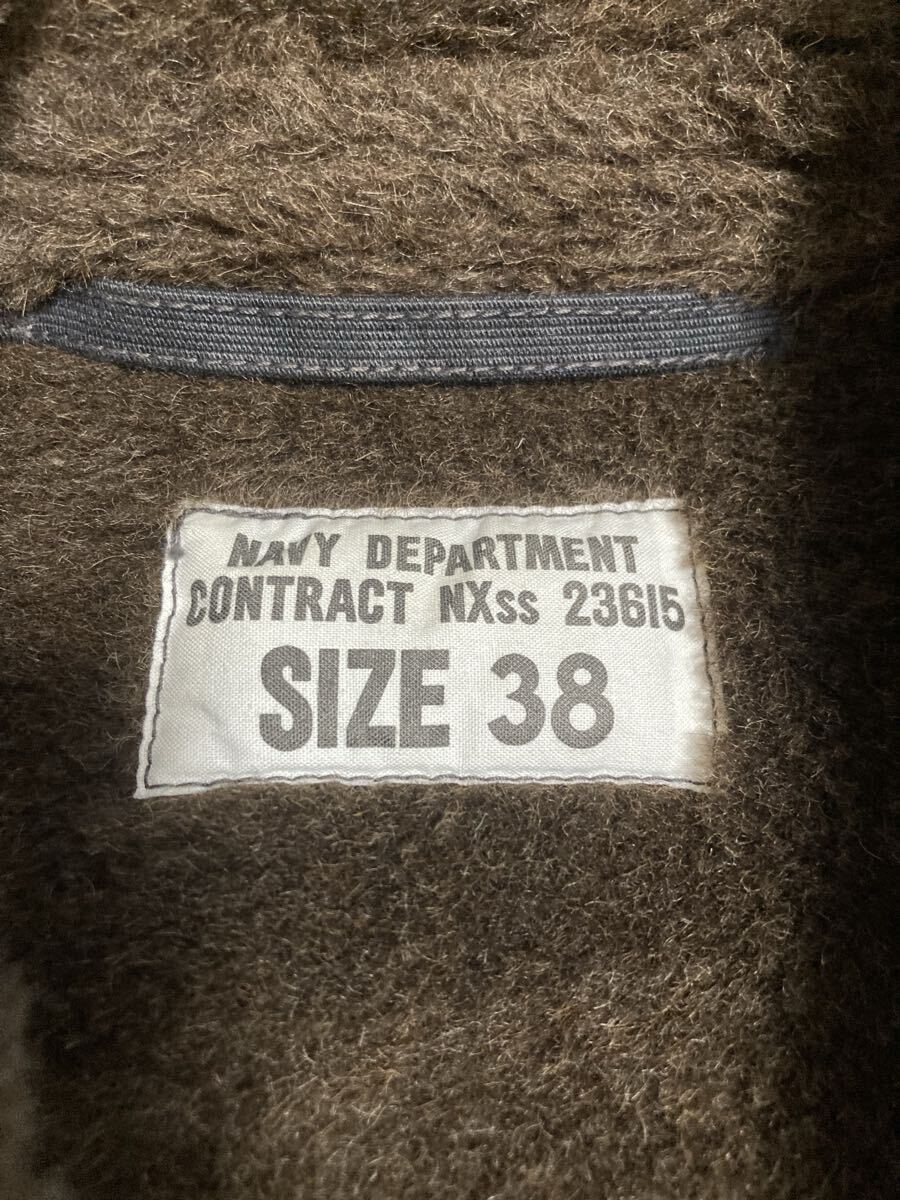 NAVY DEPARTMENT
CONTRACT NXss 23615
SIZE 38